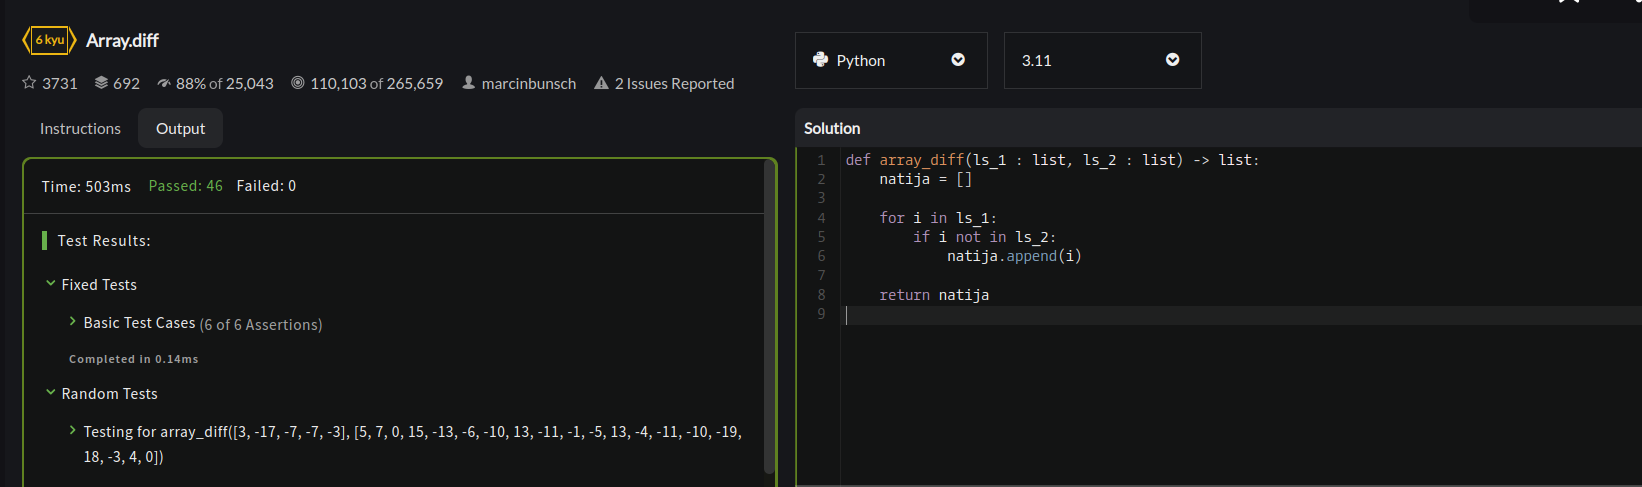 6 kyu Array.diff
3731 692 88% of 25,043 110,103 of 265,659 marcinbunsch 2 Issues Reported
Instructions Output
Time: 503ms Passed: 46 Failed: 0
Test Results:
Fixed Tests
Basic Test Cases (6 of 6 Assertions)
Completed in 0.14ms
Random Tests
Testing for array_diff([3, -17, -7, -7, -3], [5, 7, 0, 15, -13, -6, -10, 13, -11, -1, -5, 13, -4, -11, -10, -19,
18, -3, 4, 0])
Python 3.11
Solution
1 def array_diff(ls_1 : list, ls_2 : list) -> list:
2     natija = []
3
4     for i in ls_1:
5         if i not in ls_2:
6             natija.append(i)
7
8     return natija
9